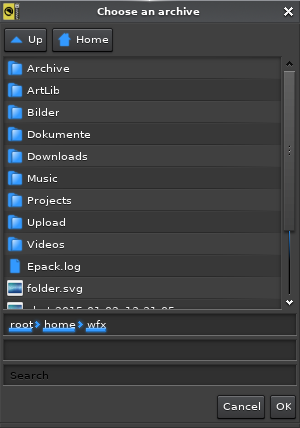 Choose an archive
Up Home
Archive
ArtLib
Bilder
Dokumente
Downloads
Music
Projects
Upload
Videos
Epack.log
folder.svg
root home wfx
Search
Cancel OK